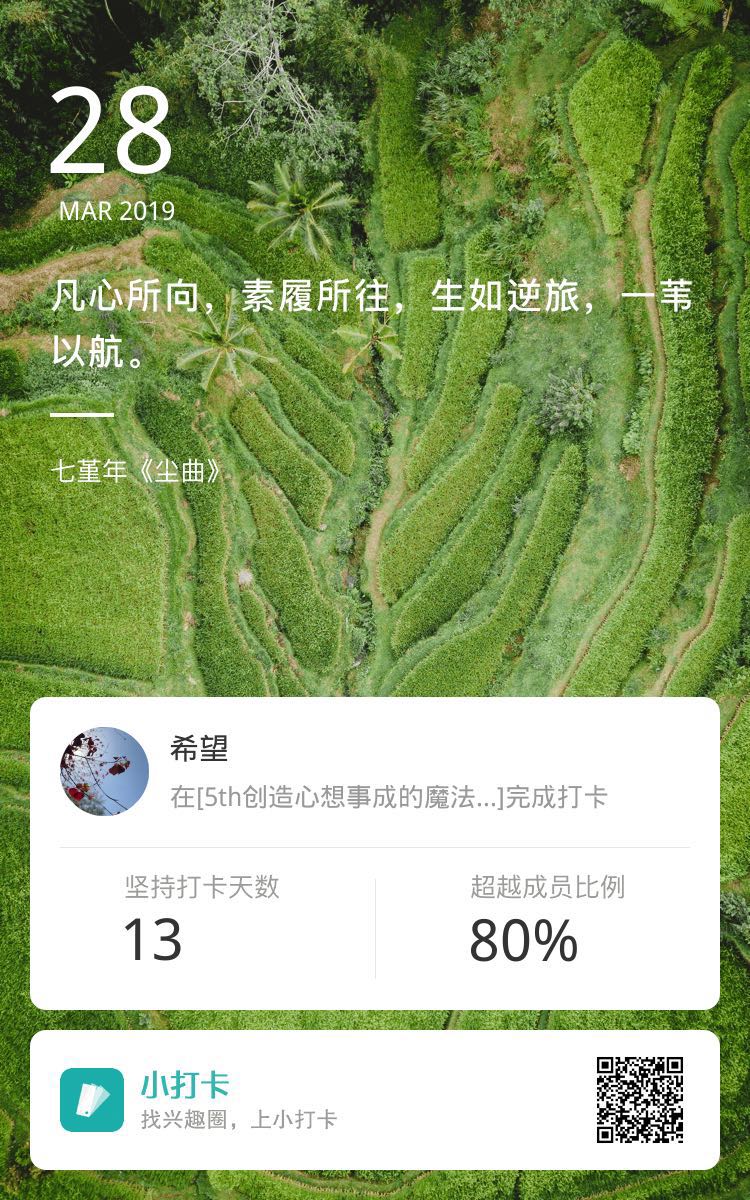 28
MAR 2019
凡心所向，素履所往，生如逆旅，一苇
以航。
七堇年《尘曲》
希望
在[5th创造心想事成的魔法...]完成打卡
坚持打卡天数
超越成员比例
13
80%
小打卡
找兴趣圈，上小打卡